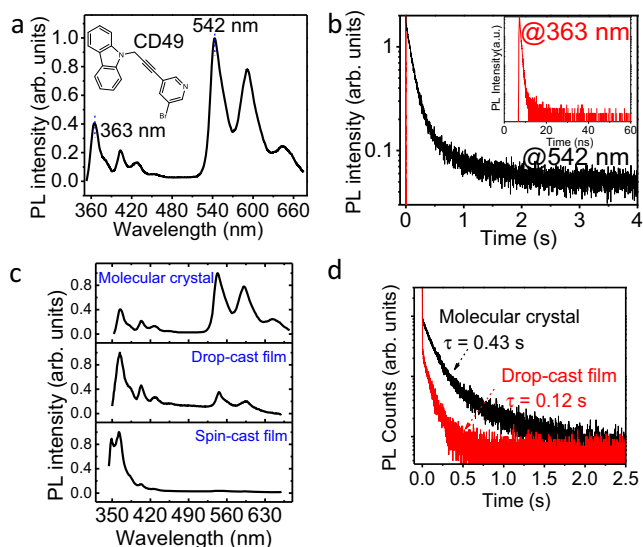 a
CD49
542 nm
363 nm
N
N
Br
PL intensity (arb. units)
1.0
0.8
0.6
0.4
0.2
0.0
360 420 480 540 600 660
Wavelength (nm)
b
@363 nm
PL Intensity(a.u.)
0 20 40 60
Time (ns)
@542 nm
PL intensity (arb. units)
1
0.1
0 1 2 3 4
Time (s)
c
Molecular crystal
0.8
0.4
0.0
Drop-cast film
0.8
0.4
0.0
Spin-cast film
0.8
0.4
0.0
PL intensity (arb. units)
350 420 490 560 630
Wavelength (nm)
d
Molecular crystal
τ = 0.43 s
Drop-cast film
τ = 0.12 s
PL Counts (arb. units)
0.0 0.5 1.0 1.5 2.0 2.5
Time (s)